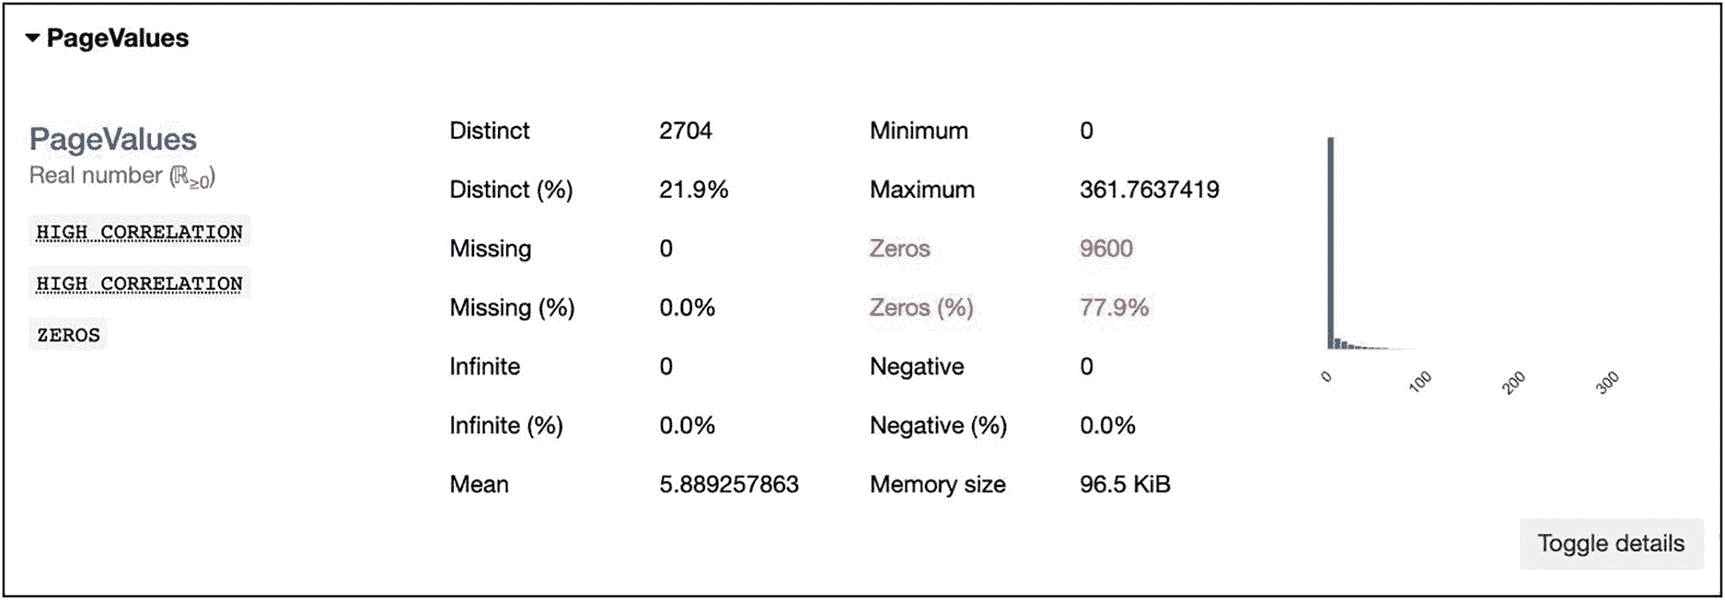 PageValues
PageValues
Real number (ℝ≥0)
HIGH CORRELATION
HIGH CORRELATION
ZEROS
Distinct 2704
Distinct (%) 21.9%
Missing 0
Missing (%) 0.0%
Infinite 0
Infinite (%) 0.0%
Mean 5.889257863
Minimum 0
Maximum 361.7637419
Zeros 9600
Zeros (%) 77.9%
Negative 0
Negative (%) 0.0%
Memory size 96.5 KiB
0 100 200 300
Toggle details